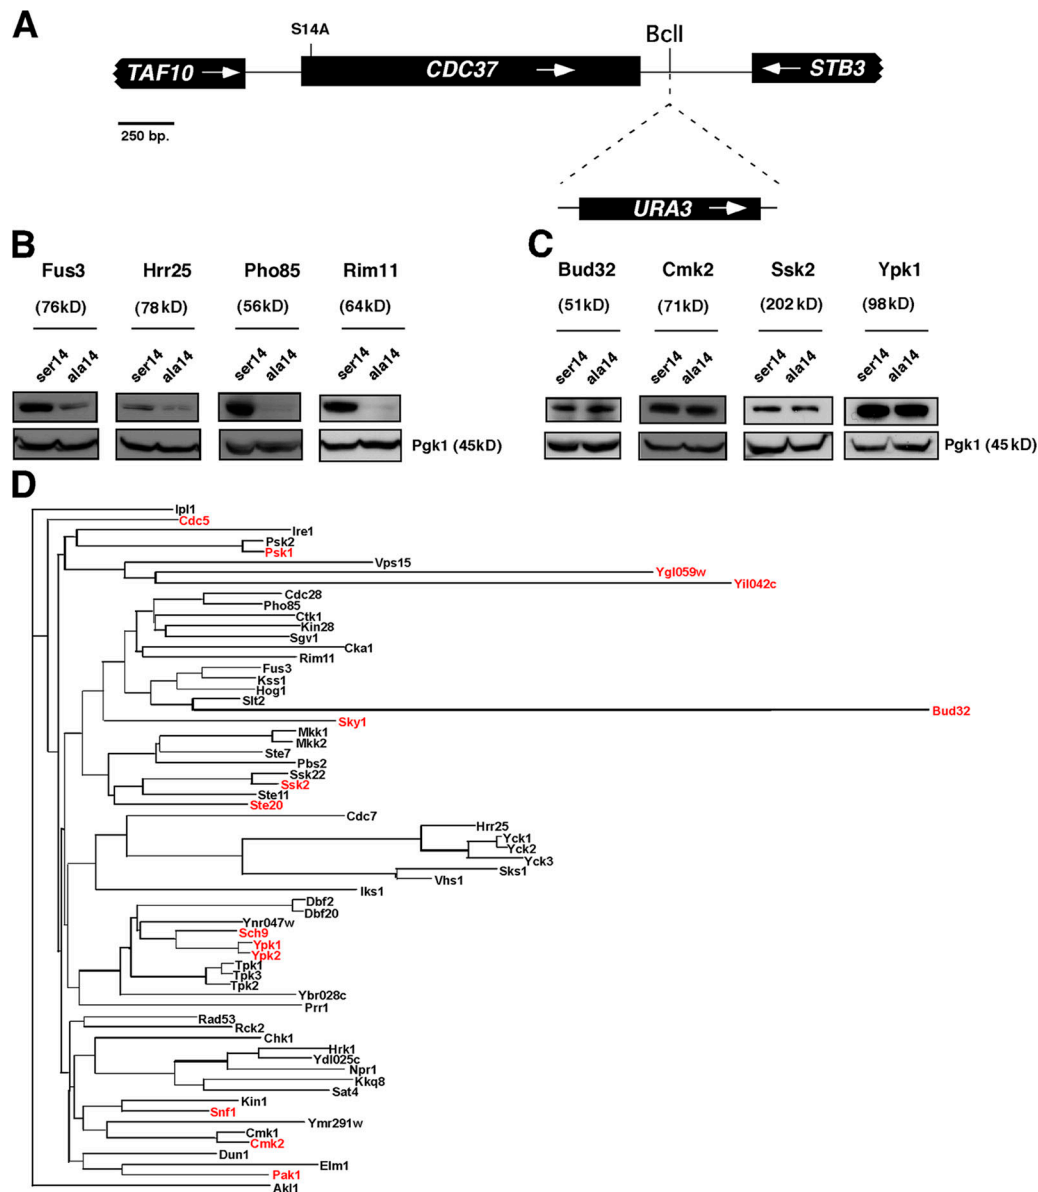 A
S14A
BclI
TAF10 CDC37 STB3
250 bp.
URA3
B
Fus3 Hrr25 Pho85 Rim11
(76kD) (78kD) (56kD) (64kD)
ser14 ala14 ser14 ala14 ser14 ala14 ser14 ala14
Pgk1 (45kD)
C
Bud32 Cmk2 Ssk2 Ypk1
(51kD) (71kD) (202 kD) (98kD)
ser14 ala14 ser14 ala14 ser14 ala14 ser14 ala14
Pgk1 (45kD)
D
Ipl1
Cdc5
Ire1
Psk2
Psk1
Vps15
Ygl059w
Yil042c
Cdc28
Pho85
Ctk1
Kin28
Sgv1
Cka1
Rim11
Fus3
Kss1
Hog1
Slt2
Bud32
Sky1
Mkk1
Mkk2
Ste7
Pbs2
Ssk22
Ssk2
Ste11
Ste20
Cdc7
Hrr25
Yck1
Yck2
Yck3
Sks1
Vhs1
Iks1
Dbf2
Dbf20
Ynr047w
Sch9
Ypk1
Ypk2
Tpk1
Tpk3
Tpk2
Ybr028c
Prr1
Rad53
Rck2
Chk1
Hrk1
Ydl025c
Npr1
Kkq8
Sat4
Kin1
Snf1
Ymr291w
Cmk1
Cmk2
Dun1
Elm1
Pak1
Akl1